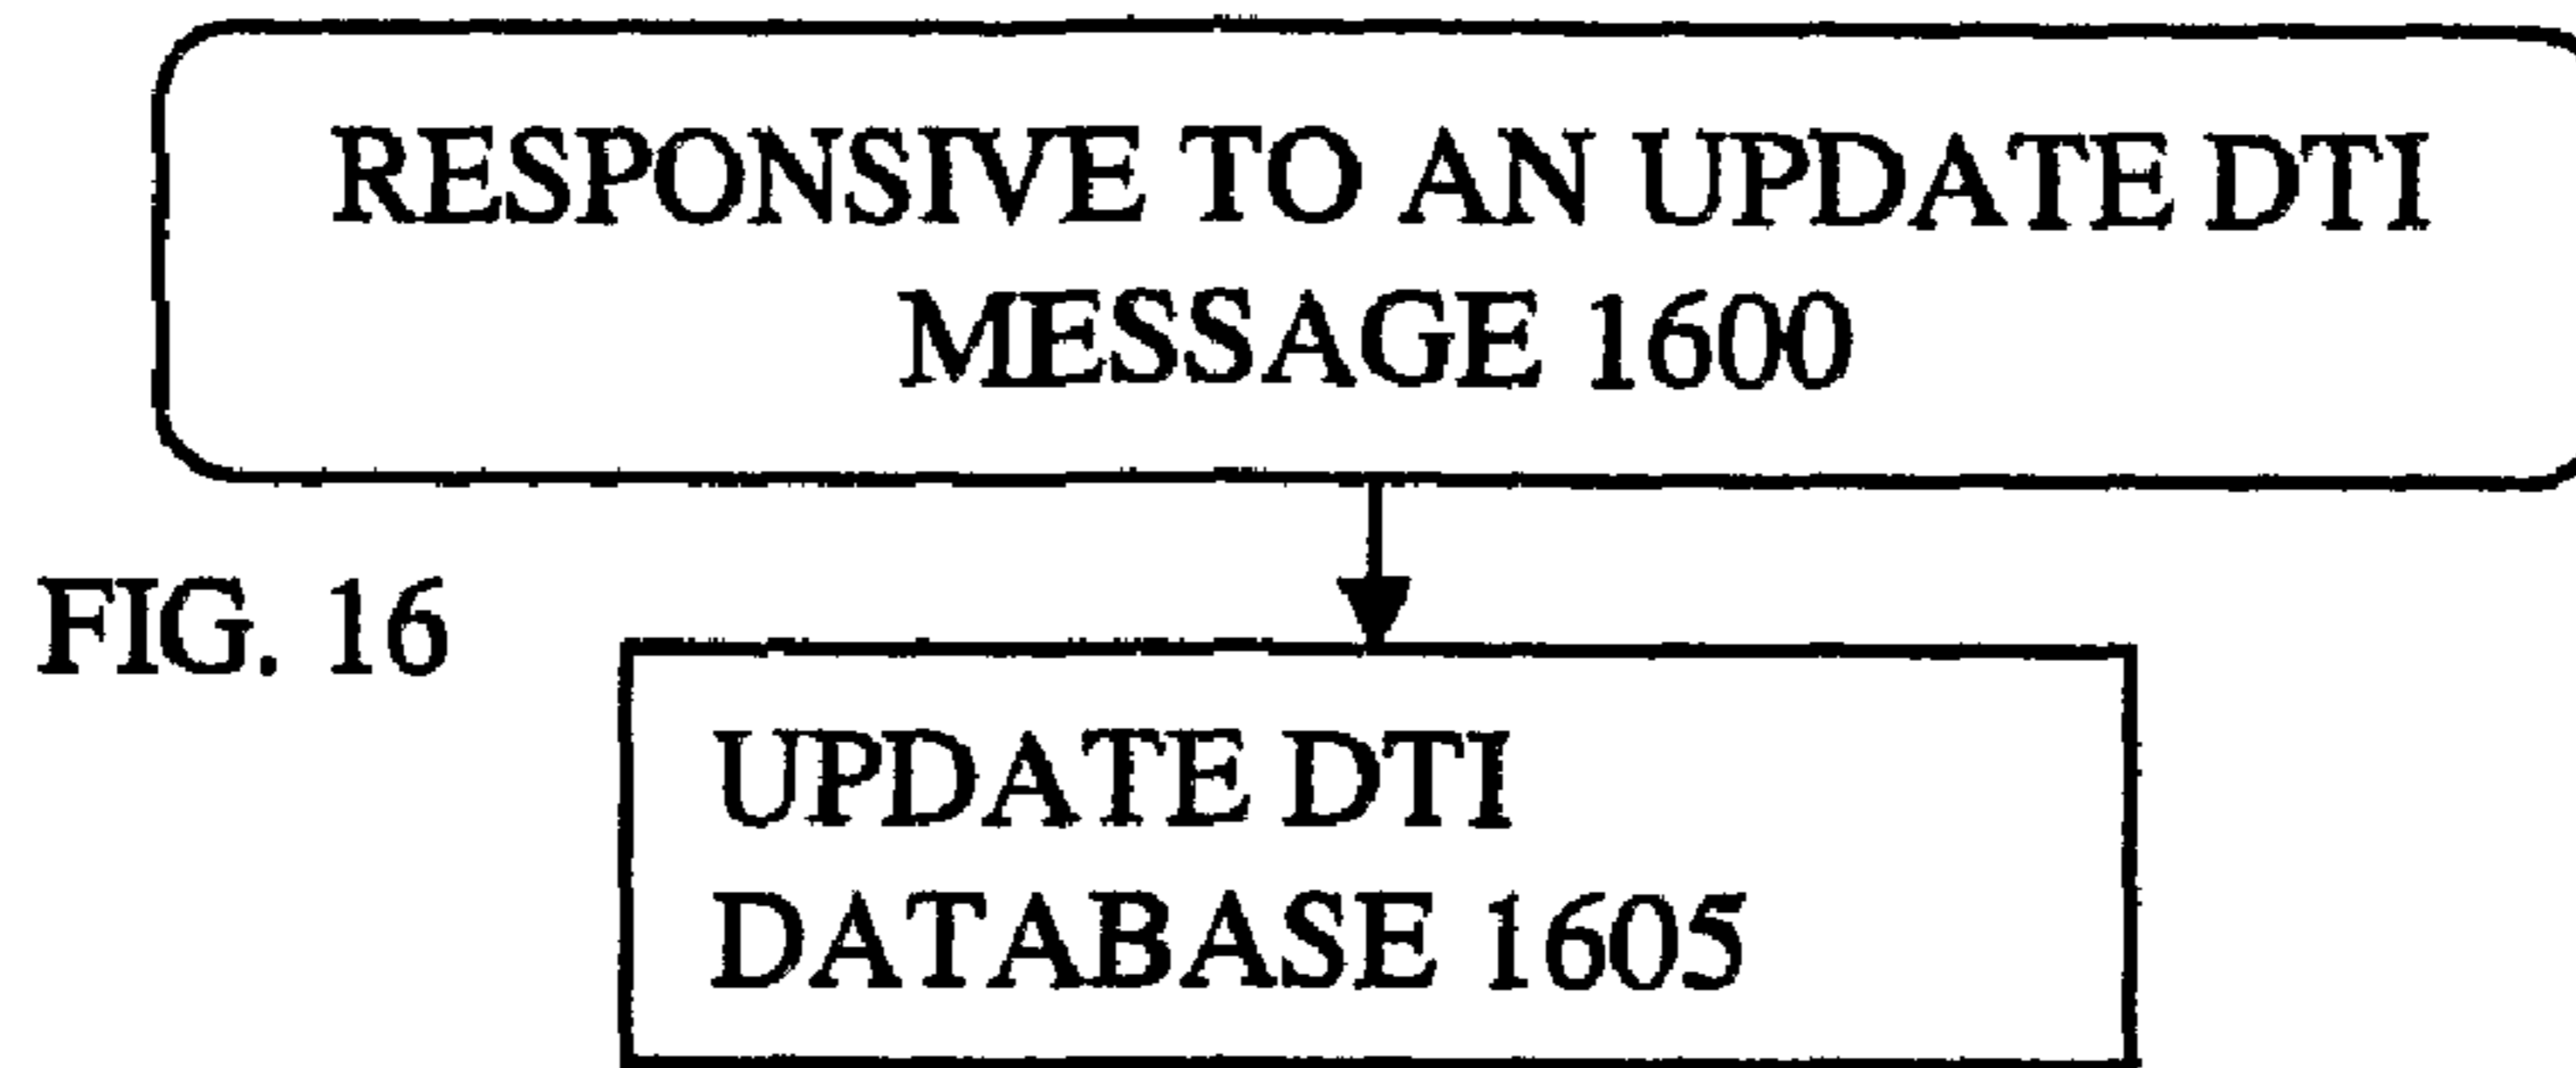 RESPONSIVE TO AN UPDATE DTI
MESSAGE 1600
FIG. 16
UPDATE DTI
DATABASE 1605